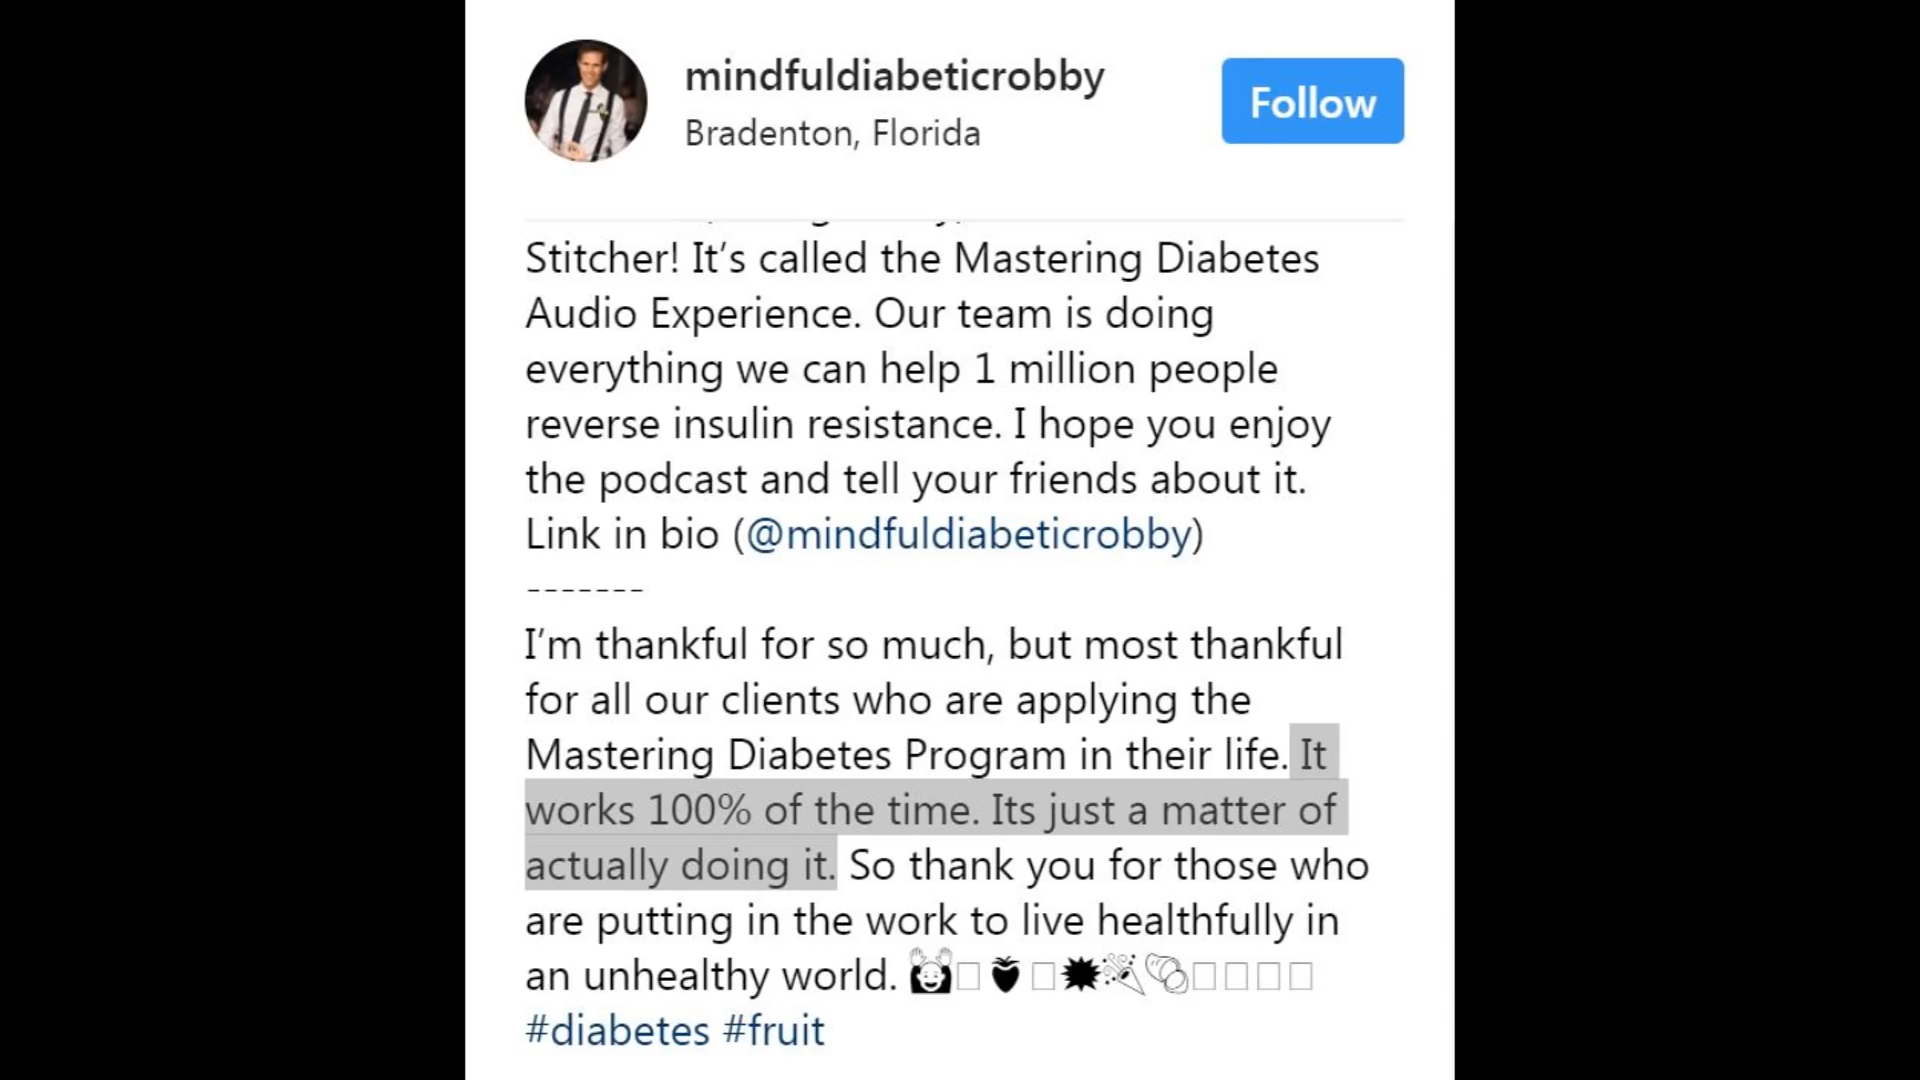 mindfuldiabeticrobby
Bradenton, Florida
Follow
Stitcher! It’s called the Mastering Diabetes
Audio Experience. Our team is doing
everything we can help 1 million people
reverse insulin resistance. I hope you enjoy
the podcast and tell your friends about it.
Link in bio (@mindfuldiabeticrobby)
-------
I’m thankful for so much, but most thankful
for all our clients who are applying the
Mastering Diabetes Program in their life. It
works 100% of the time. Its just a matter of
actually doing it. So thank you for those who
are putting in the work to live healthfully in
an unhealthy world.
#diabetes #fruit